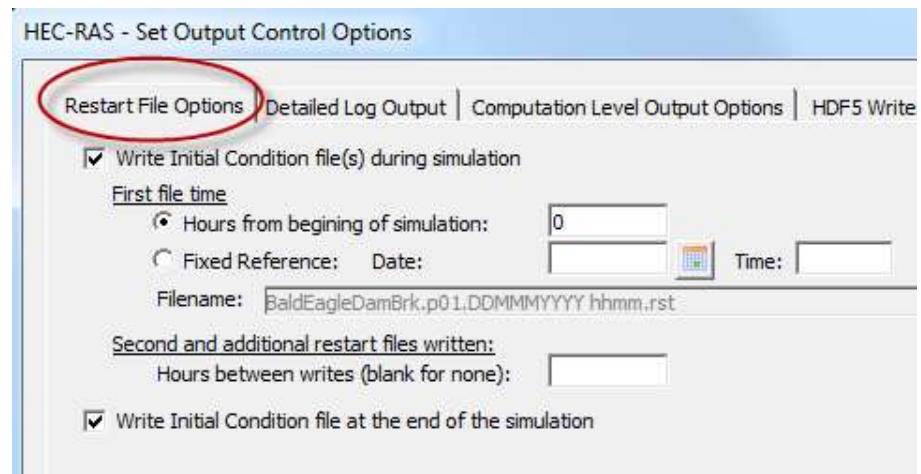 HEC-RAS - Set Output Control Options
Restart File Options Detailed Log Output Computation Level Output Options HDF5 Write
Write Initial Condition file(s) during simulation
First file time
Hours from begining of simulation: 0
Fixed Reference: Date: Time:
Filename: BaldEagleDamBrk.p01.DDMMMYYYY hhmm.rst
Second and additional restart files written:
Hours between writes (blank for none):
Write Initial Condition file at the end of the simulation